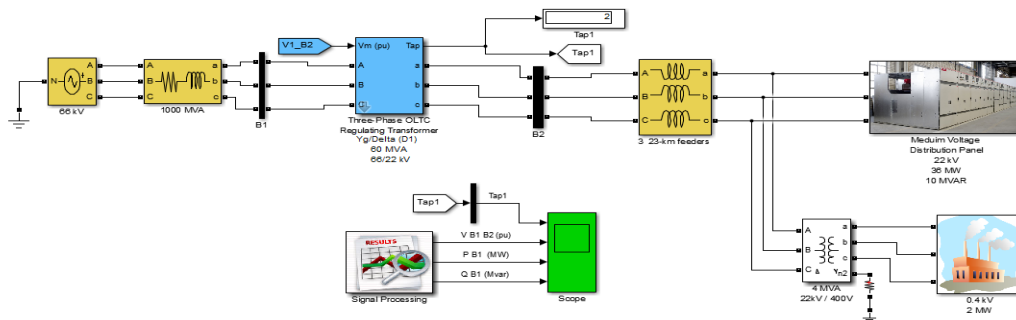 2
Tap1
V1_B2
Vm (pu)
Tap
Tap1
N
A
B
C
A
B
C
a
b
c
A
B
C
a
b
c
A
B
C
a
b
c
a
b
c
66 kV
1000 MVA
B1
B2
Three-Phase OLTC
Regulating Transformer
Yg/Delta (D1)
60 MVA
66/22 kV
3 23-km feeders
Meduim Voltage
Distribution Panel
22 kV
36 MW
10 MVAR
Tap1
Tap1
RESULTS
V B1 B2 (pu)
P B1 (MW)
Q B1 (Mvar)
Signal Processing
Scope
A
B
C
&
a
b
c
Yn2
a
b
c
4 MVA
22kV / 400V
0.4 kV
2 MW